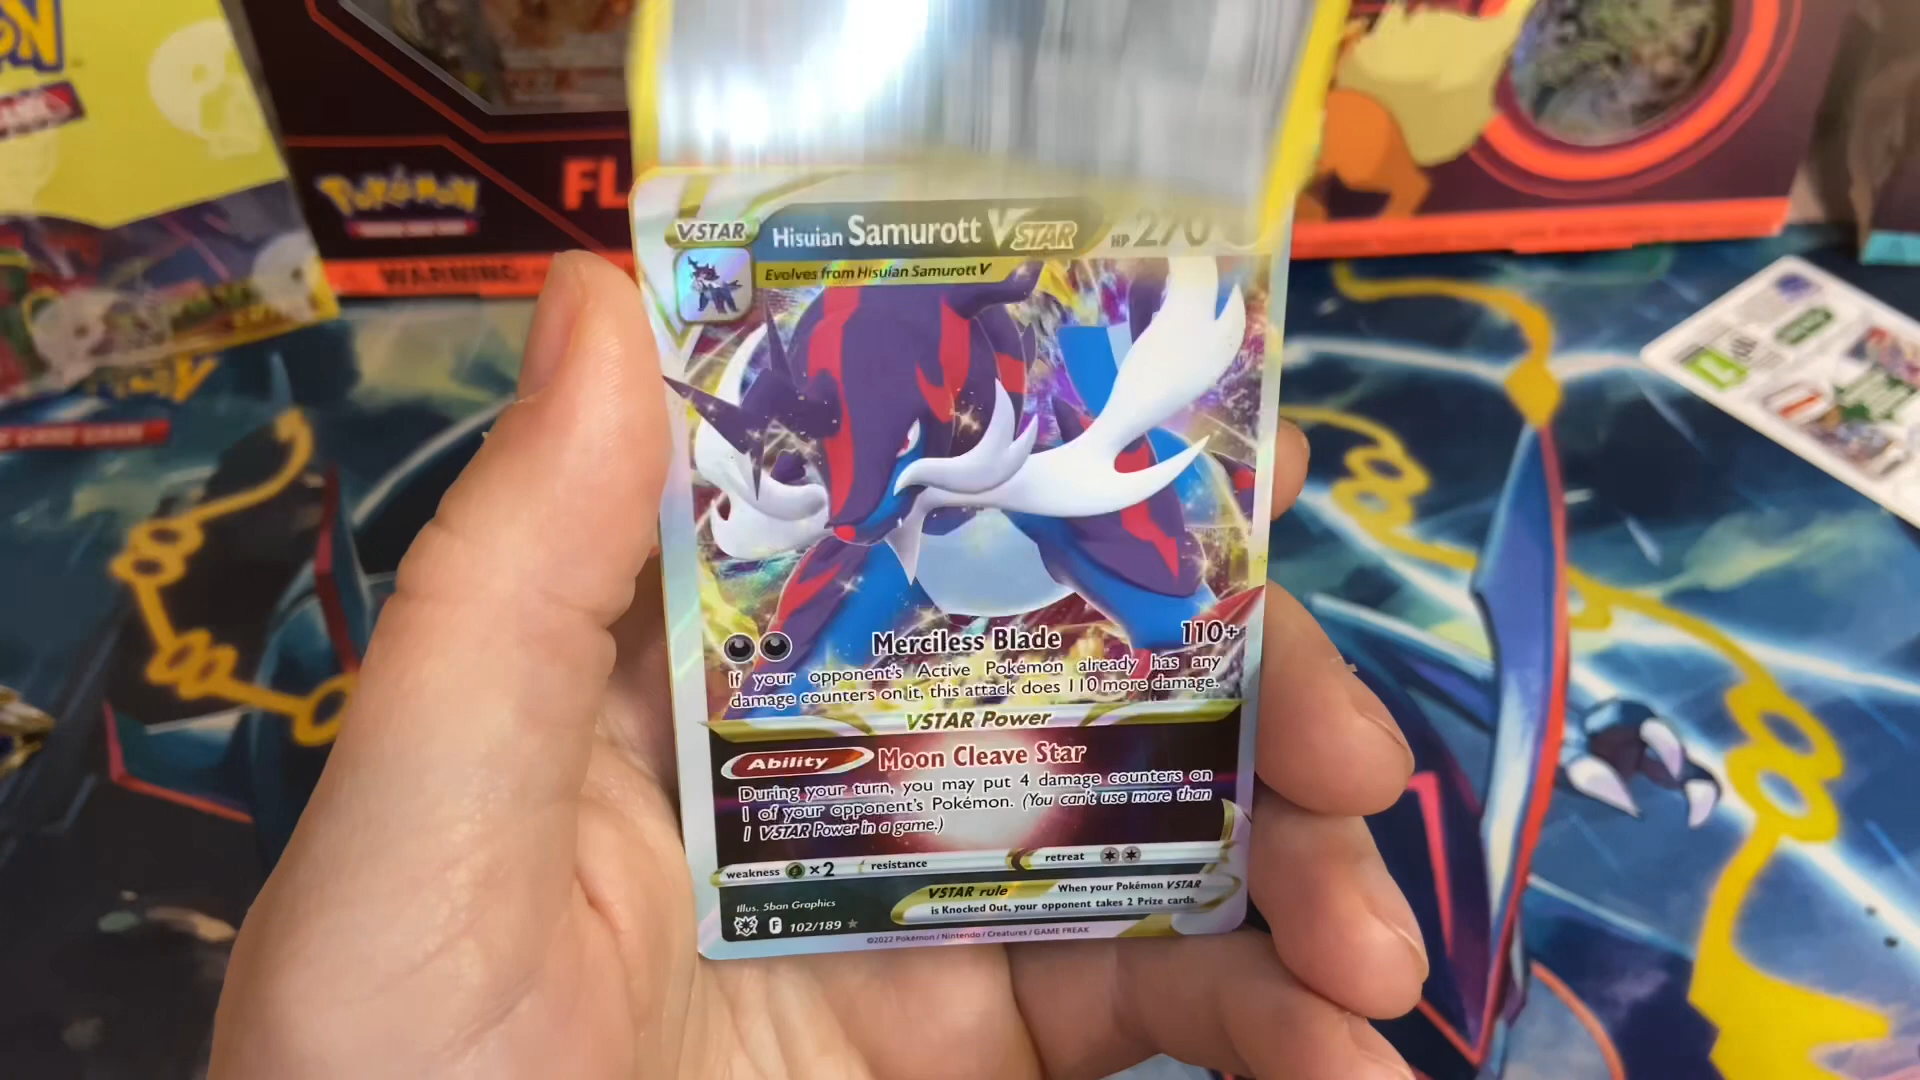 Pokémon
FL
WARNING
VSTAR
Hisuian Samurott VSTAR HP 270
Evolves from Hisuian Samurott V
Merciless Blade 110+
If your opponent's Active Pokémon already has any
damage counters on it, this attack does 110 more damage.
VSTAR Power
Ability Moon Cleave Star
During your turn, you may put 4 damage counters on
1 of your opponent's Pokémon. (You can't use more than
1 VSTAR Power in a game.)
weakness ×2 resistance retreat
VSTAR rule When your Pokémon VSTAR
is Knocked Out, your opponent takes 2 Prize cards.
Illus. 5ban Graphics
F 102/189
©2022 Pokémon / Nintendo / Creatures / GAME FREAK